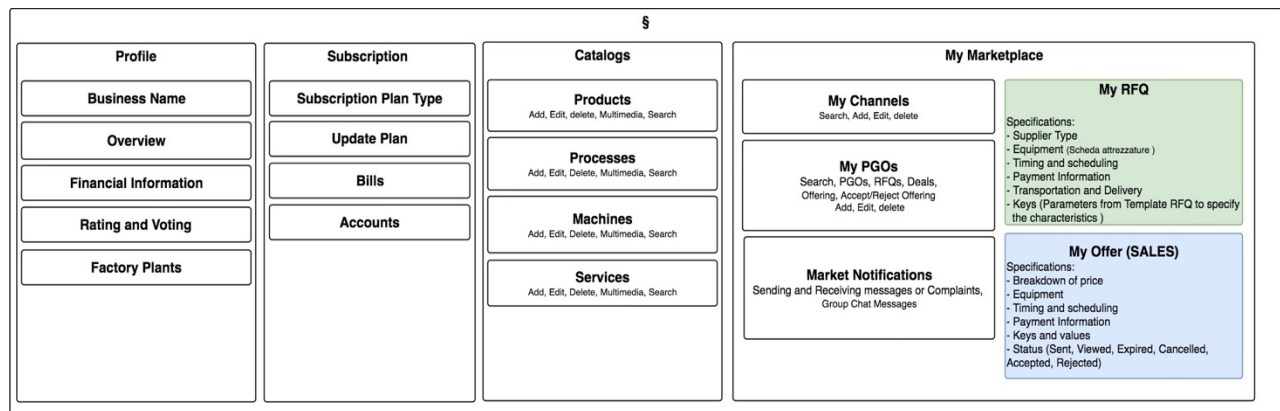 §
Profile
Business Name
Overview
Financial Information
Rating and Voting
Factory Plants
Subscription
Subscription Plan Type
Update Plan
Bills
Accounts
Catalogs
Products
Add, Edit, delete, Multimedia, Search
Processes
Add, Edit, Delete, Multimedia, Search
Machines
Add, Edit, Delete, Multimedia, Search
Services
Add, Edit, Delete, Multimedia, Search
My Marketplace
My Channels
Search, Add, Edit, delete
My PGOs
Search, PGOs, RFQs, Deals,
Offering, Accept/Reject Offering
Add, Edit, delete
Market Notifications
Sending and Receiving messages or Complaints,
Group Chat Messages
My RFQ
Specifications:
- Supplier Type
- Equipment (Scheda attrezzature )
- Timing and scheduling
- Payment Information
- Transportation and Delivery
- Keys (Parameters from Template RFQ to specify
the characteristics )
My Offer (SALES)
Specifications:
- Breakdown of price
- Equipment
- Timing and scheduling
- Payment Information
- Keys and values
- Status (Sent, Viewed, Expired, Cancelled,
Accepted, Rejected)